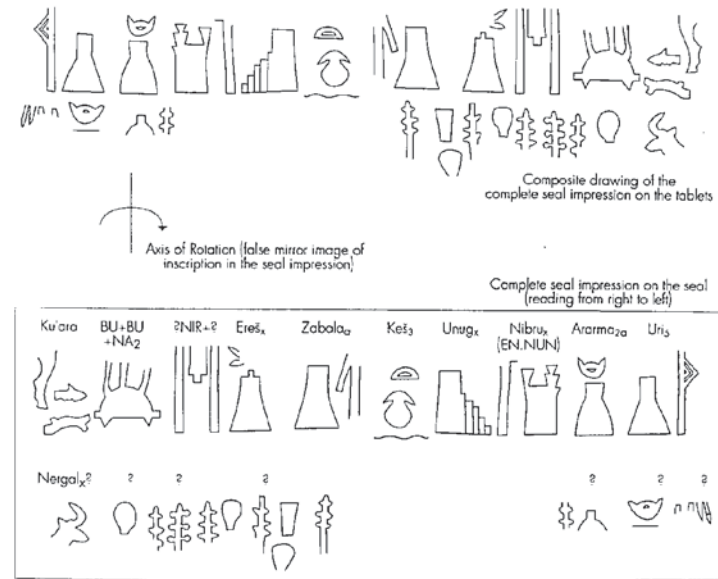 Composite drawing of the
complete seal impression on the tablets
Axis of Rotation (false mirror image of
inscription in the seal impression)
Complete seal impression on the seal
(reading from right to left)
Ku'ara BU+BU +NA₂ ?NIR+? Erešₓ Zabalaₐ Keš₃ Unugₓ Nibruₓ (EN.NUN) Ararma₂ₐ Uri₅
Nergalₓ? ? ? ? ? ? ?